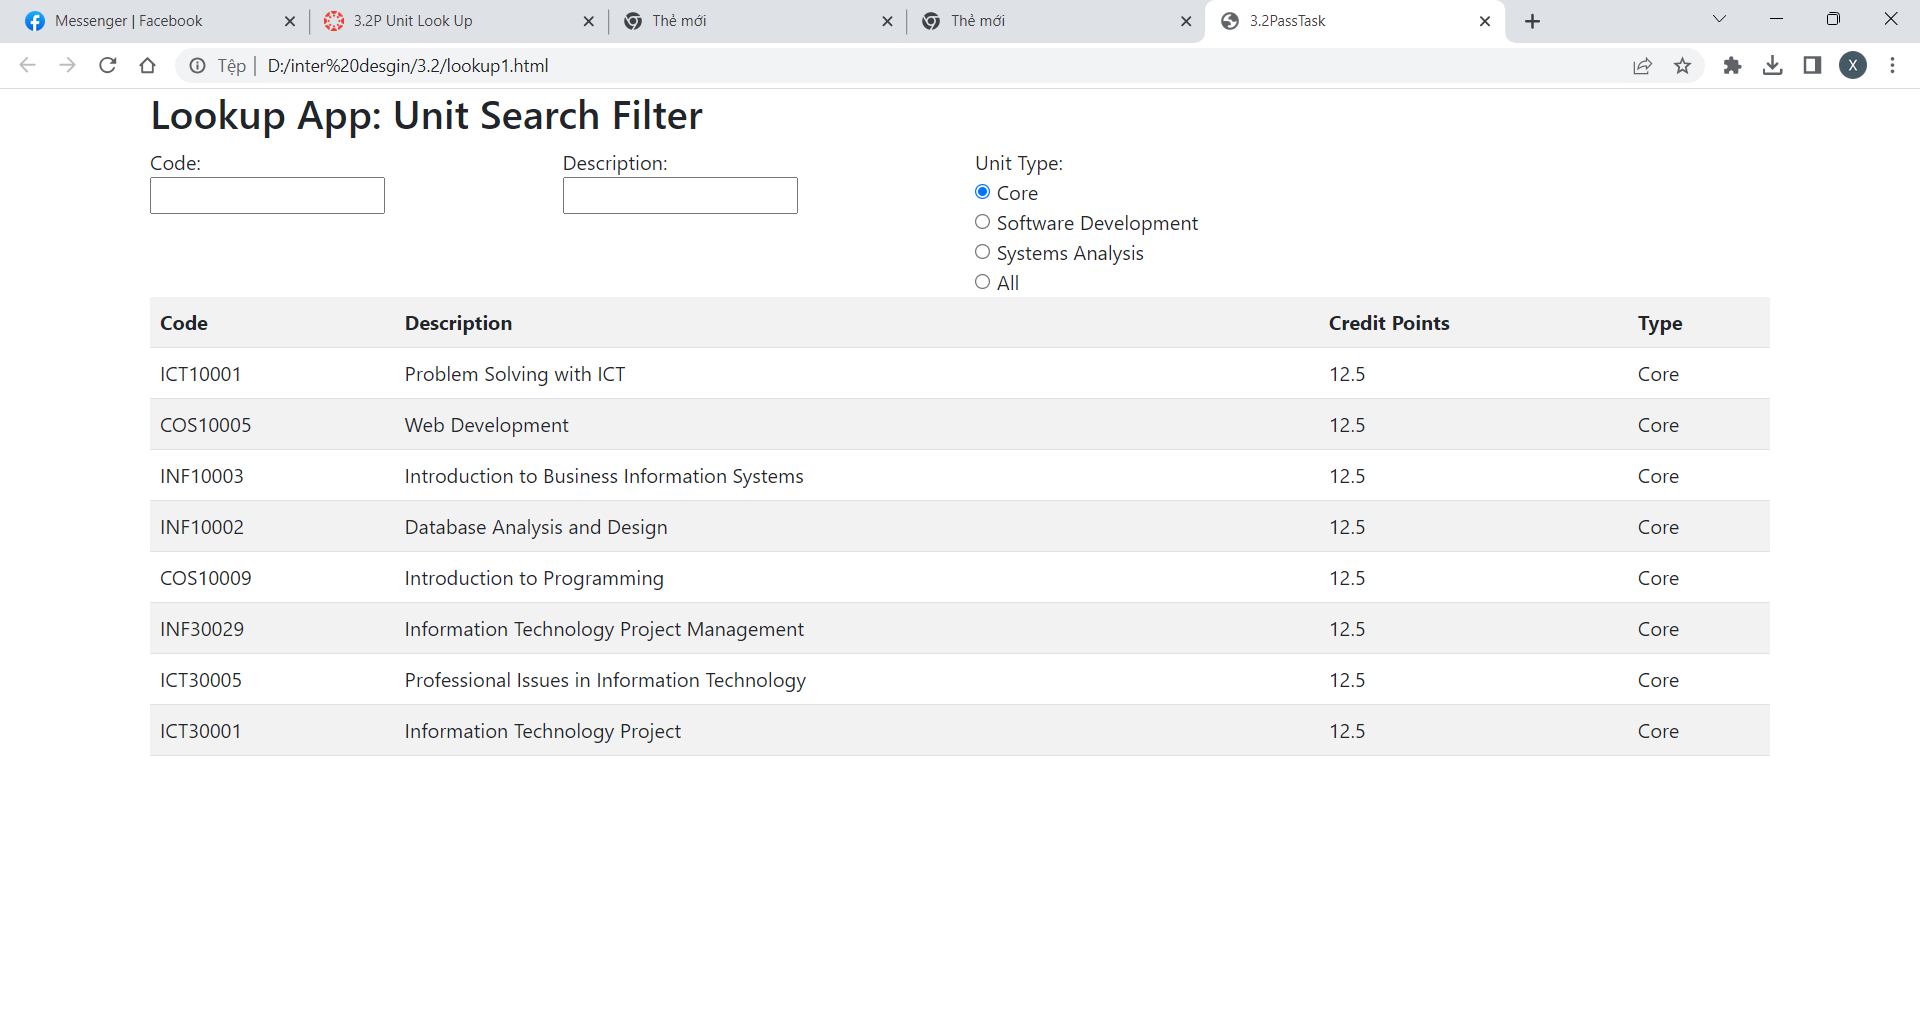 Messenger | Facebook
3.2P Unit Look Up
Thẻ mới
Thẻ mới
3.2PassTask
Tệp | D:/inter%20desgin/3.2/lookup1.html
X
Lookup App: Unit Search Filter
Code:
Description:
Unit Type:
Core
Software Development
Systems Analysis
All
Code Description Credit Points Type
ICT10001 Problem Solving with ICT 12.5 Core
COS10005 Web Development 12.5 Core
INF10003 Introduction to Business Information Systems 12.5 Core
INF10002 Database Analysis and Design 12.5 Core
COS10009 Introduction to Programming 12.5 Core
INF30029 Information Technology Project Management 12.5 Core
ICT30005 Professional Issues in Information Technology 12.5 Core
ICT30001 Information Technology Project 12.5 Core